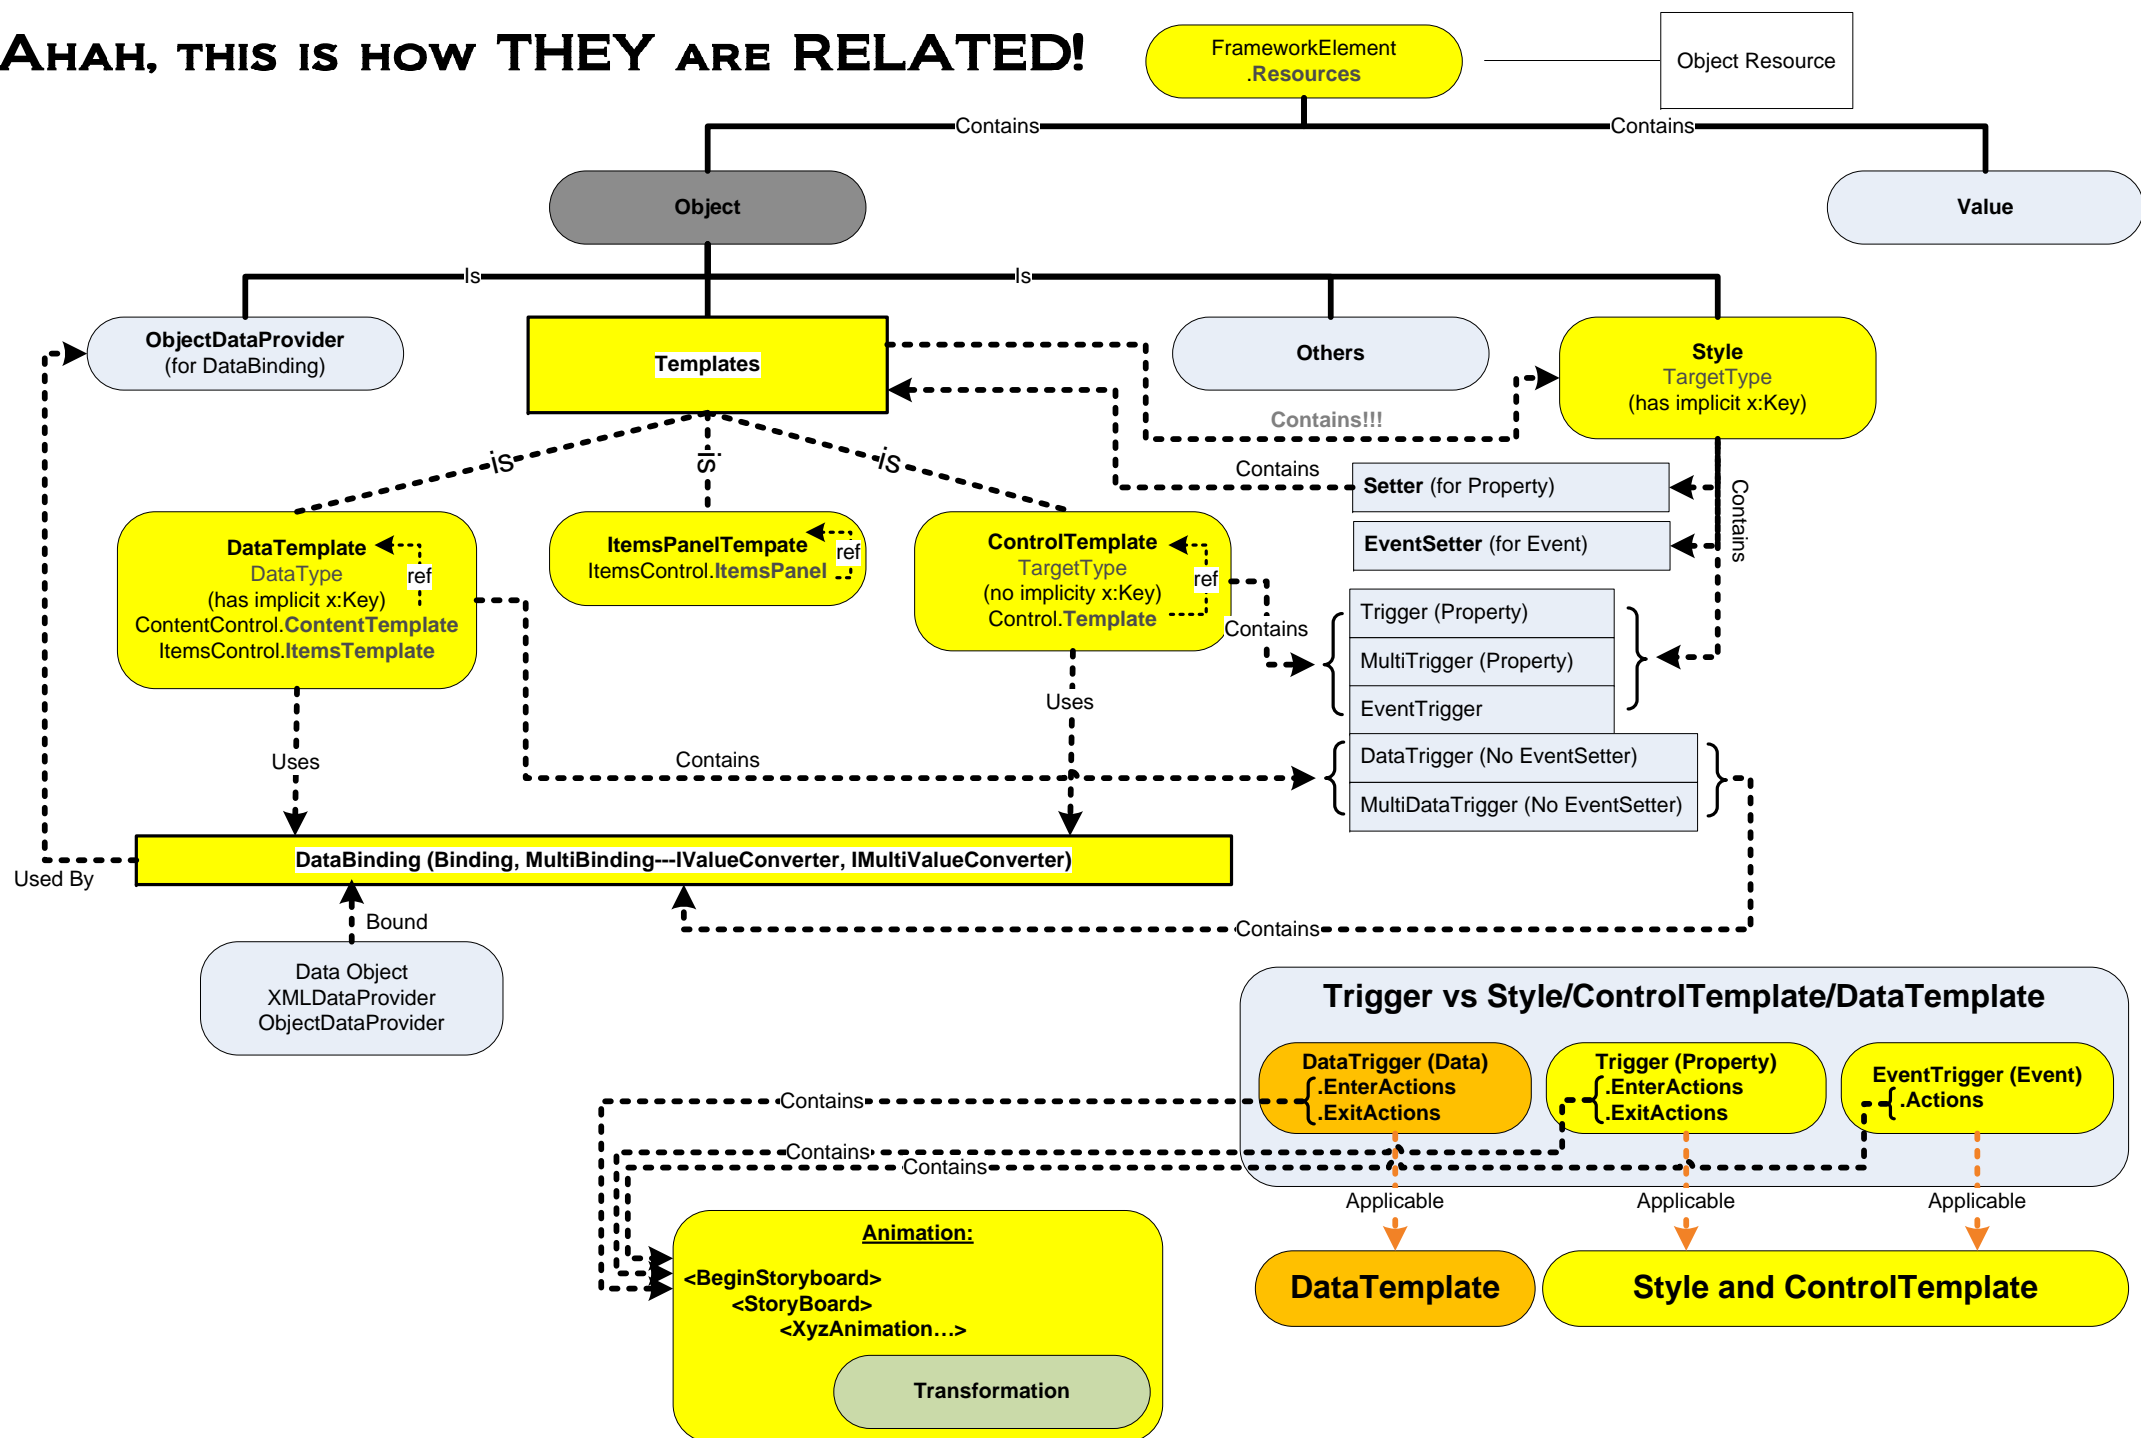 AHAH, THIS IS HOW THEY ARE RELATED!
FrameworkElement
.Resources
Object Resource
Contains
Contains
Object
Value
Is
Is
ObjectDataProvider
(for DataBinding)
Templates
Others
Style
TargetType
(has implicit x:Key)
Contains!!!
is
is
is
Contains
Setter (for Property)
EventSetter (for Event)
Contains
DataTemplate
DataType
(has implicit x:Key)
ContentControl.ContentTemplate
ItemsControl.ItemsTemplate
ref
ItemsPanelTempate
ItemsControl.ItemsPanel
ref
ControlTemplate
TargetType
(no implicity x:Key)
Control.Template
ref
Contains
Trigger (Property)
MultiTrigger (Property)
EventTrigger
DataTrigger (No EventSetter)
MultiDataTrigger (No EventSetter)
Uses
Uses
Contains
DataBinding (Binding, MultiBinding---IValueConverter, IMultiValueConverter)
Used By
Bound
Contains
Data Object
XMLDataProvider
ObjectDataProvider
Trigger vs Style/ControlTemplate/DataTemplate
DataTrigger (Data)
.EnterActions
.ExitActions
Trigger (Property)
.EnterActions
.ExitActions
EventTrigger (Event)
.Actions
Contains
Contains
Contains
Applicable
Applicable
Applicable
DataTemplate
Style and ControlTemplate
Animation:
<BeginStoryboard>
<StoryBoard>
<XyzAnimation…>
Transformation